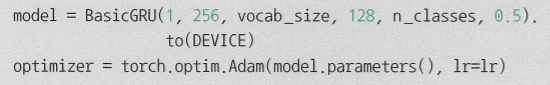 model = BasicGRU(1, 256, vocab_size, 128, n_classes, 0.5).
to(DEVICE)
optimizer = torch.optim.Adam(model.parameters(), lr=lr)